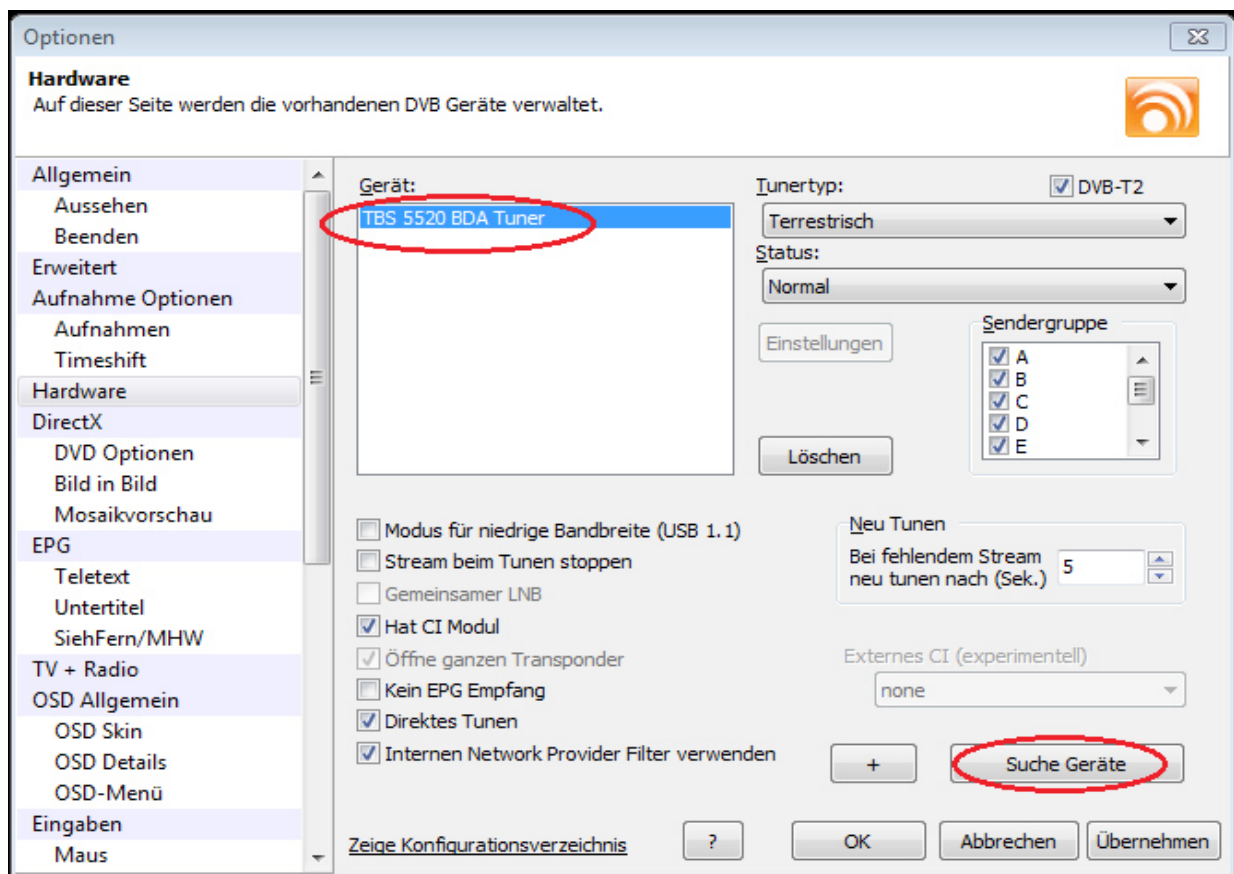 Optionen
Hardware
Auf dieser Seite werden die vorhandenen DVB Geräte verwaltet.
Allgemein
Aussehen
Beenden
Erweitert
Aufnahme Optionen
Aufnahmen
Timeshift
Hardware
DirectX
DVD Optionen
Bild in Bild
Mosaikvorschau
EPG
Teletext
Untertitel
SiehFern/MHW
TV + Radio
OSD Allgemein
OSD Skin
OSD Details
OSD-Menü
Eingaben
Maus
Gerät:
TBS 5520 BDA Tuner
Tunertyp:
DVB-T2
Terrestrisch
Status:
Normal
Einstellungen
Sendergruppe
A
B
C
D
E
Löschen
Modus für niedrige Bandbreite (USB 1.1)
Stream beim Tunen stoppen
Gemeinsamer LNB
Hat CI Modul
Öffne ganzen Transponder
Kein EPG Empfang
Direktes Tunen
Internen Network Provider Filter verwenden
Neu Tunen
Bei fehlendem Stream
neu tunen nach (Sek.)
5
Externes CI (experimentell)
none
+
Suche Geräte
Zeige Konfigurationsverzeichnis
?
OK
Abbrechen
Übernehmen